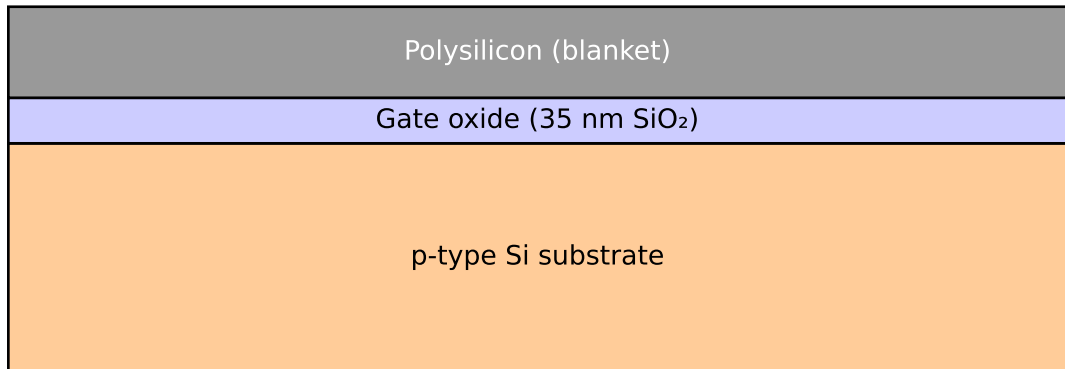 Polysilicon (blanket)
Gate oxide (35 nm SiO₂)
p-type Si substrate